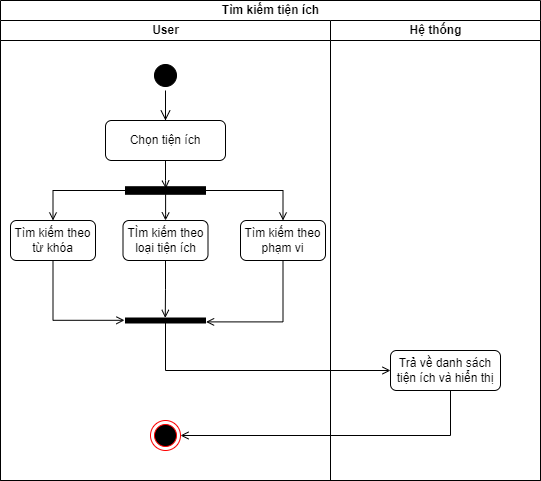 Tìm kiếm tiện ích
User
Hệ thống
Chọn tiện ích
Tìm kiếm theo
từ khóa
Tìm kiếm theo
loại tiện ích
Tìm kiếm theo
phạm vi
Trả về danh sách
tiện ích và hiển thị